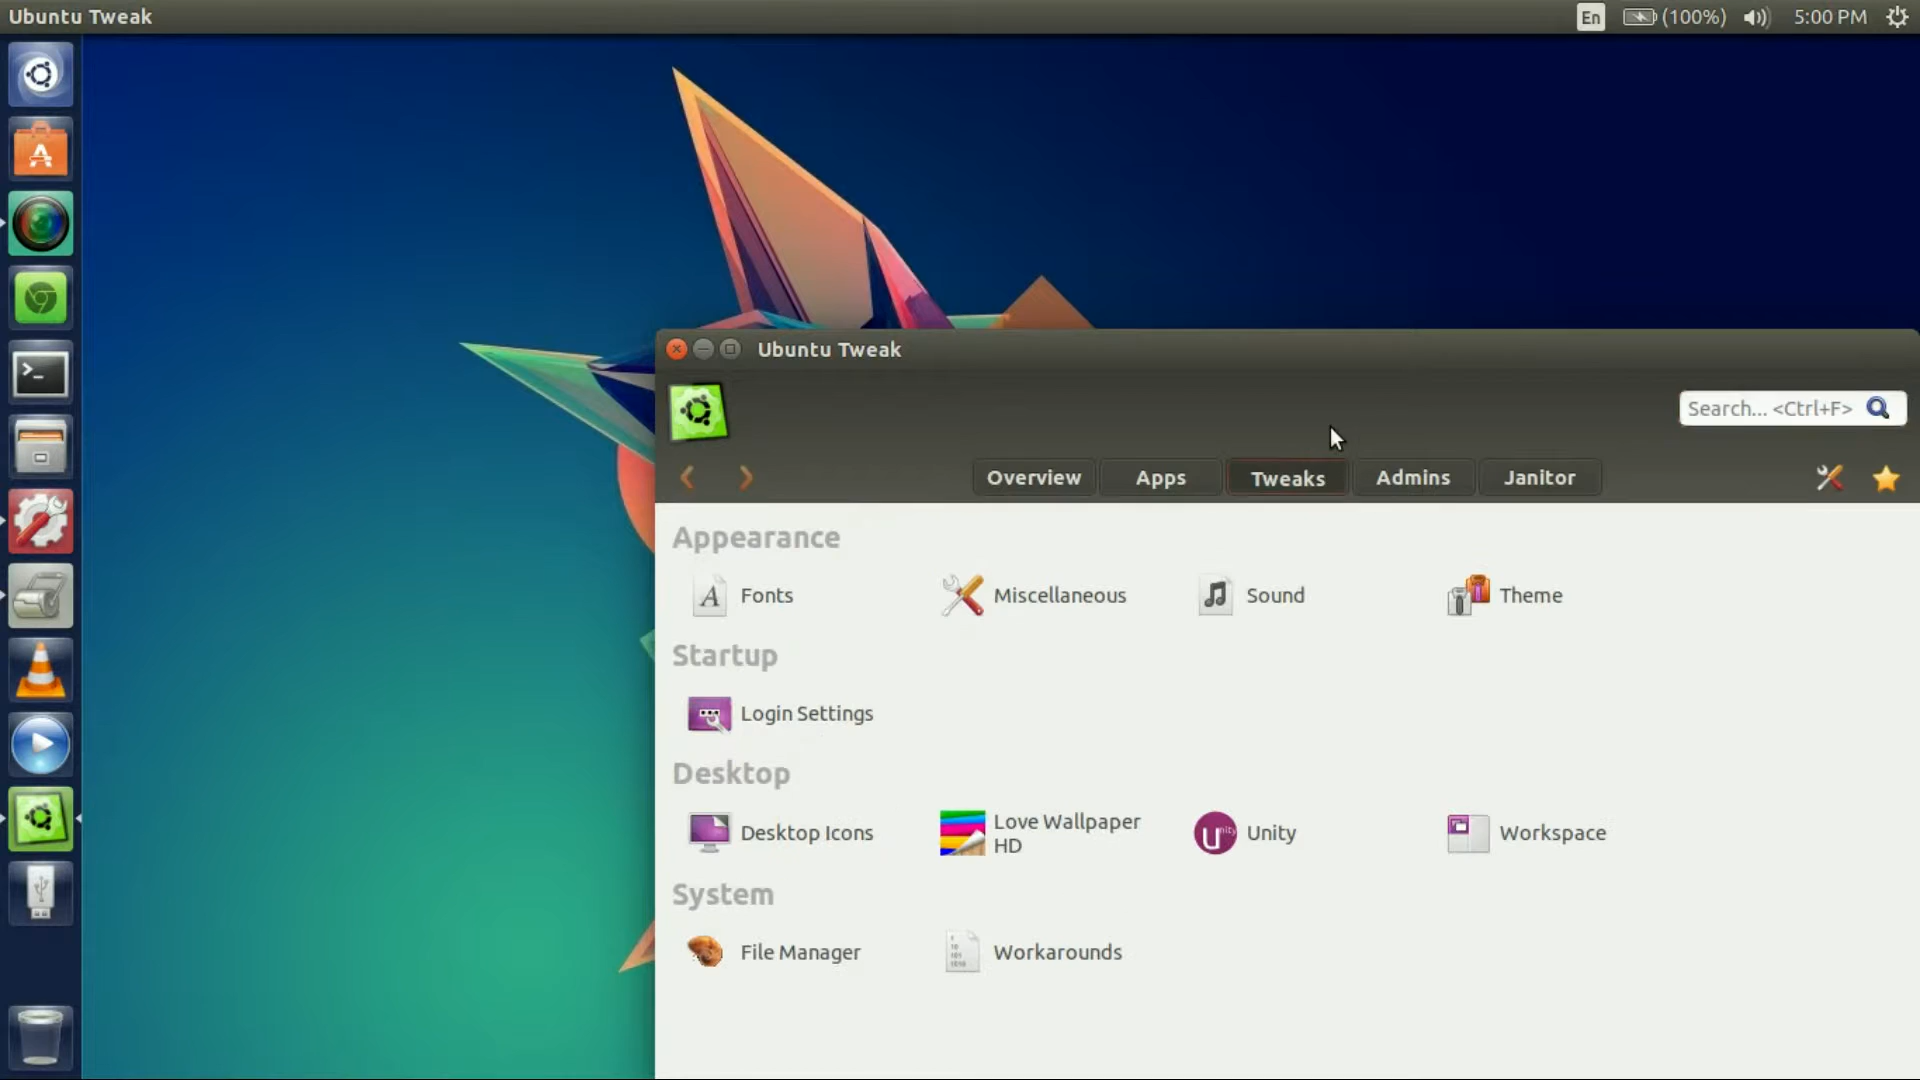 Ubuntu Tweak
En
(100%)
5:00 PM
Ubuntu Tweak
Search... <Ctrl+F>
Overview
Apps
Tweaks
Admins
Janitor
Appearance
Fonts
Miscellaneous
Sound
Theme
Startup
Login Settings
Desktop
Desktop Icons
Love Wallpaper
HD
Unity
Workspace
System
File Manager
Workarounds